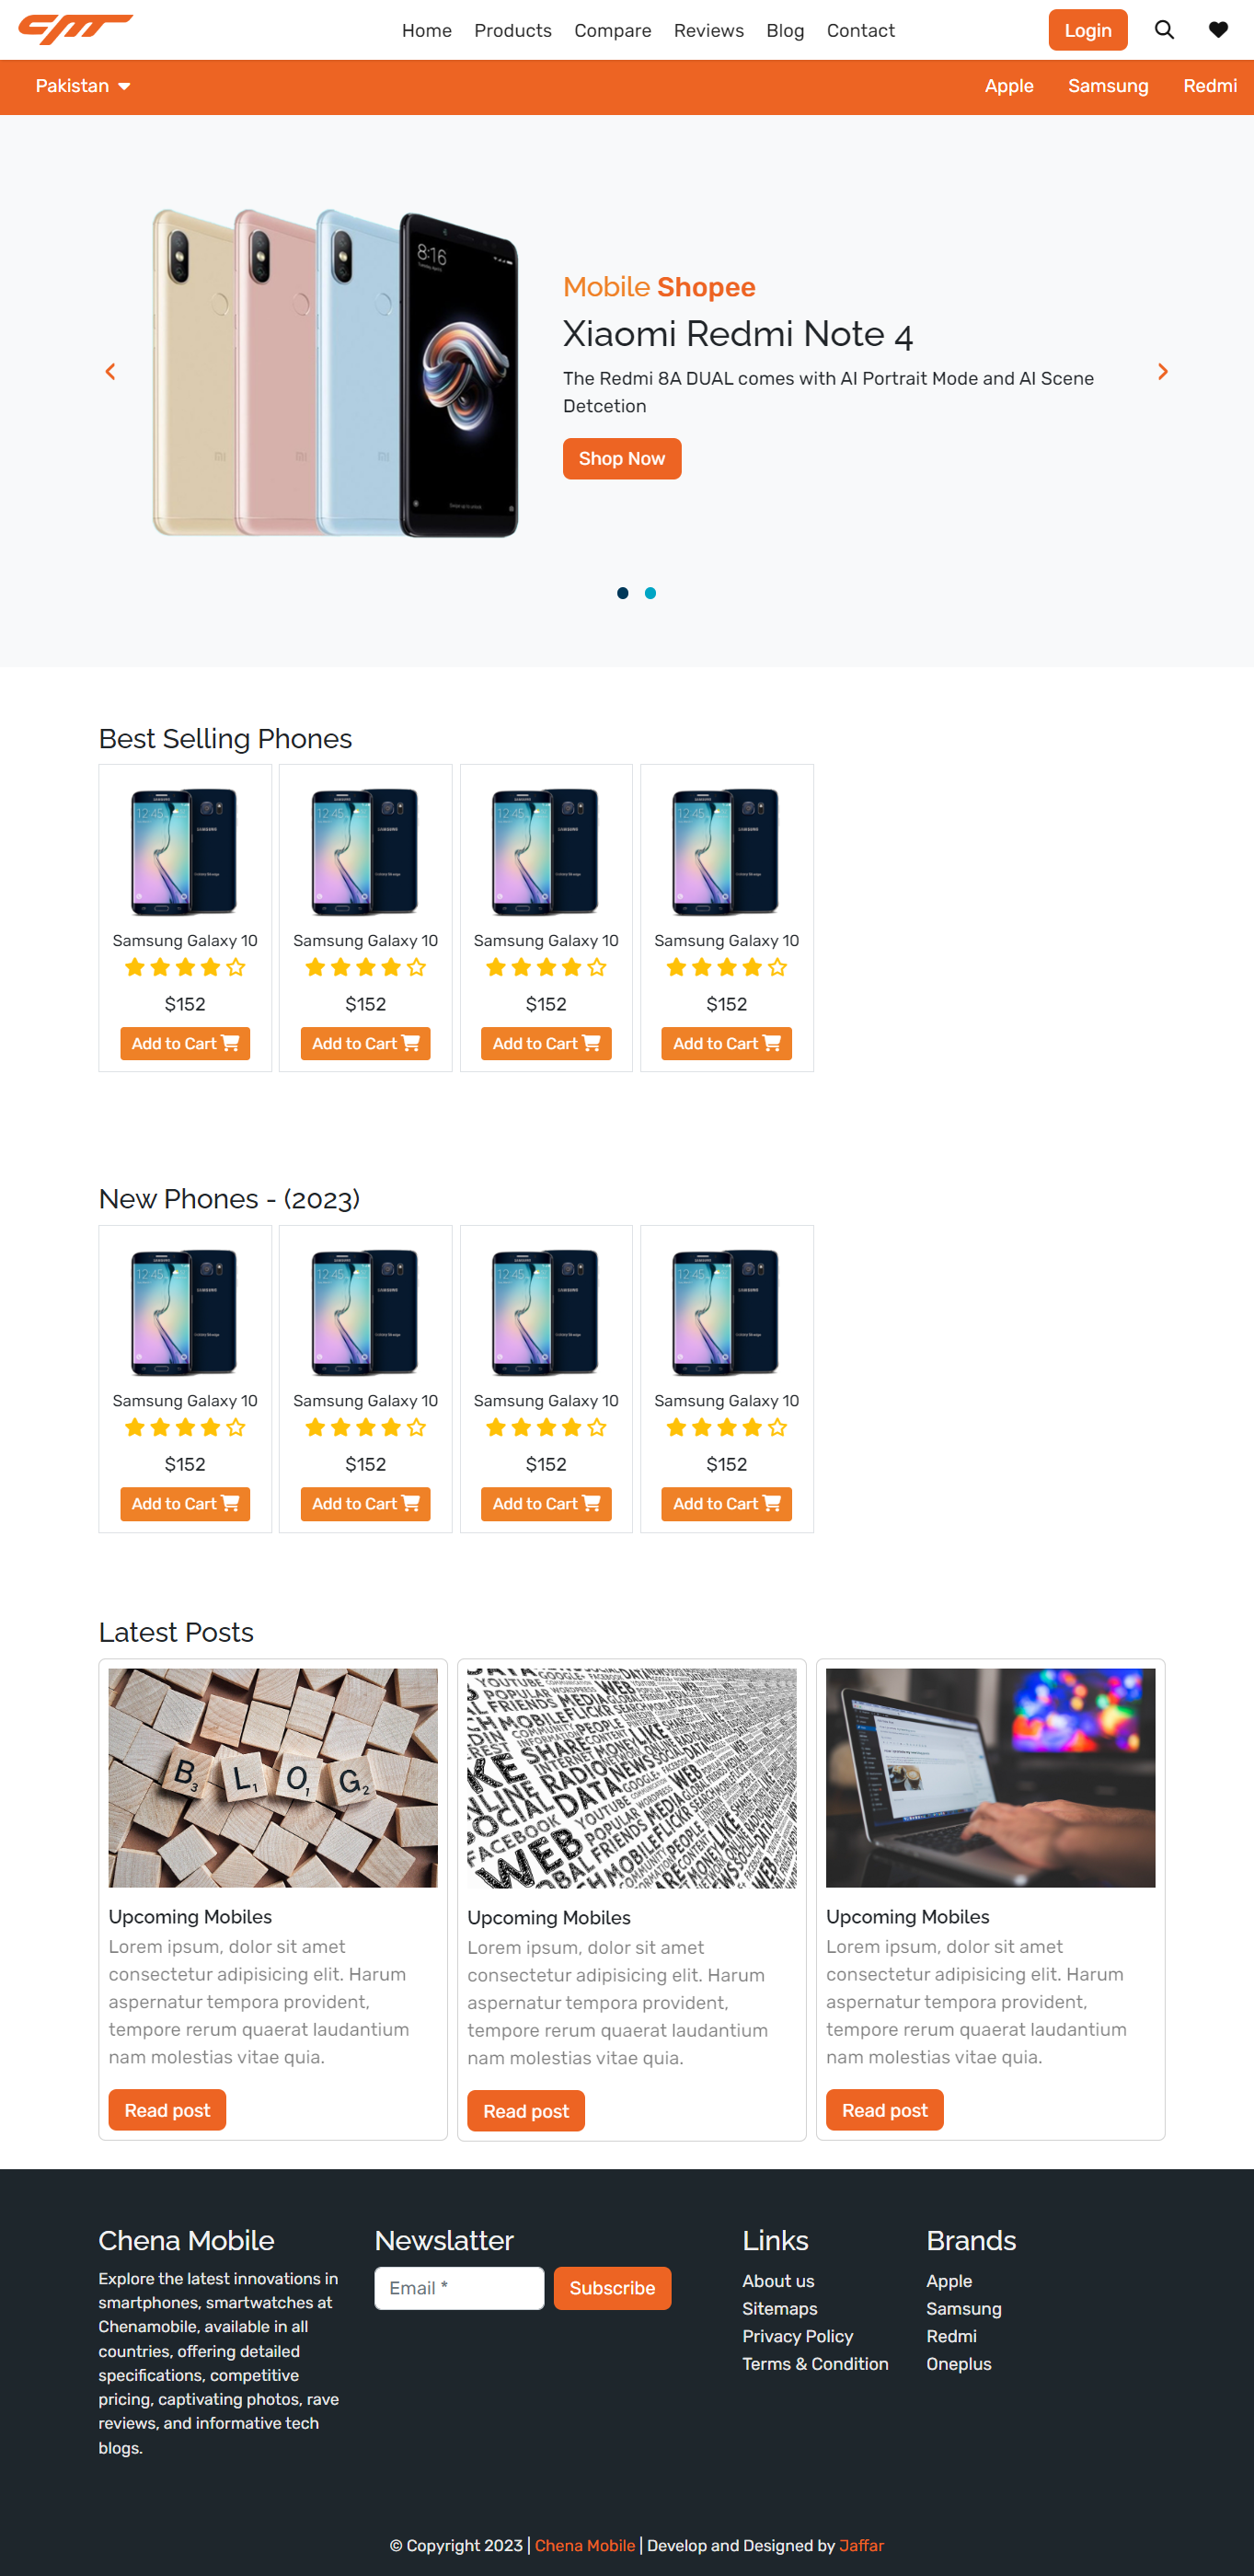 Home Products Compare Reviews Blog Contact Login
Pakistan Apple Samsung Redmi
8:16
Mobile Shopee
Xiaomi Redmi Note 4
The Redmi 8A DUAL comes with AI Portrait Mode and AI Scene
Detcetion
Shop Now
Best Selling Phones
Samsung Galaxy 10 Samsung Galaxy 10 Samsung Galaxy 10 Samsung Galaxy 10
$152 $152 $152 $152
Add to Cart Add to Cart Add to Cart Add to Cart
New Phones - (2023)
Samsung Galaxy 10 Samsung Galaxy 10 Samsung Galaxy 10 Samsung Galaxy 10
$152 $152 $152 $152
Add to Cart Add to Cart Add to Cart Add to Cart
Latest Posts
B3 L1 O1 G2
Upcoming Mobiles
Lorem ipsum, dolor sit amet
consectetur adipisicing elit. Harum
aspernatur tempora provident,
tempore rerum quaerat laudantium
nam molestias vitae quia.
Read post
Upcoming Mobiles
Lorem ipsum, dolor sit amet
consectetur adipisicing elit. Harum
aspernatur tempora provident,
tempore rerum quaerat laudantium
nam molestias vitae quia.
Read post
Upcoming Mobiles
Lorem ipsum, dolor sit amet
consectetur adipisicing elit. Harum
aspernatur tempora provident,
tempore rerum quaerat laudantium
nam molestias vitae quia.
Read post
Chena Mobile
Explore the latest innovations in
smartphones, smartwatches at
Chenamobile, available in all
countries, offering detailed
specifications, competitive
pricing, captivating photos, rave
reviews, and informative tech
blogs.
Newslatter
Email * Subscribe
Links
About us
Sitemaps
Privacy Policy
Terms & Condition
Brands
Apple
Samsung
Redmi
Oneplus
© Copyright 2023 | Chena Mobile | Develop and Designed by Jaffar